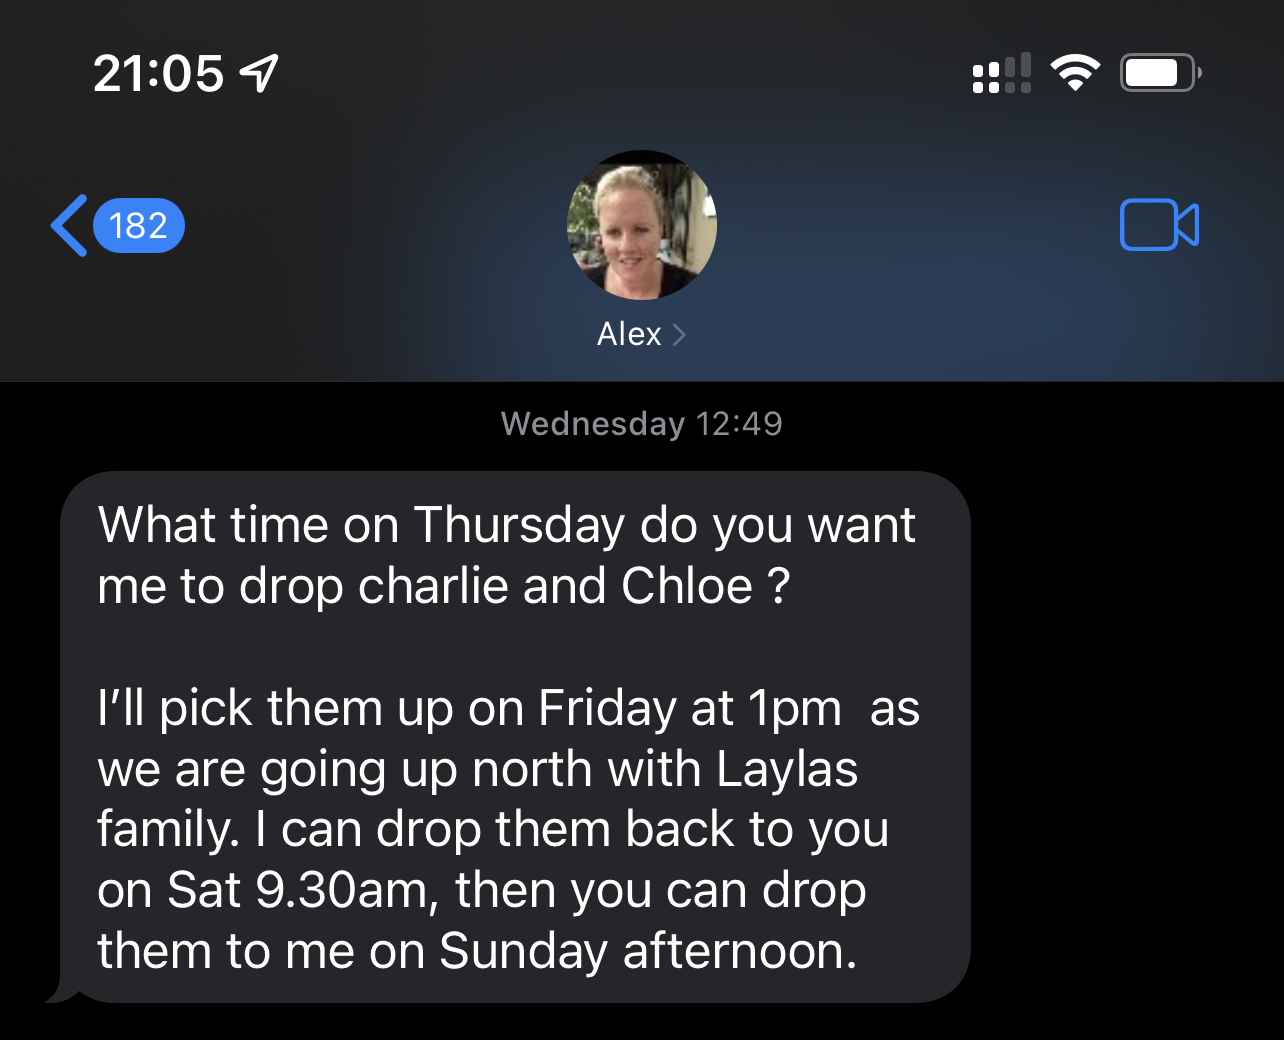 21:05
182
Alex
Wednesday 12:49
What time on Thursday do you want
me to drop charlie and Chloe ?
I’ll pick them up on Friday at 1pm  as
we are going up north with Laylas
family. I can drop them back to you
on Sat 9.30am, then you can drop
them to me on Sunday afternoon.